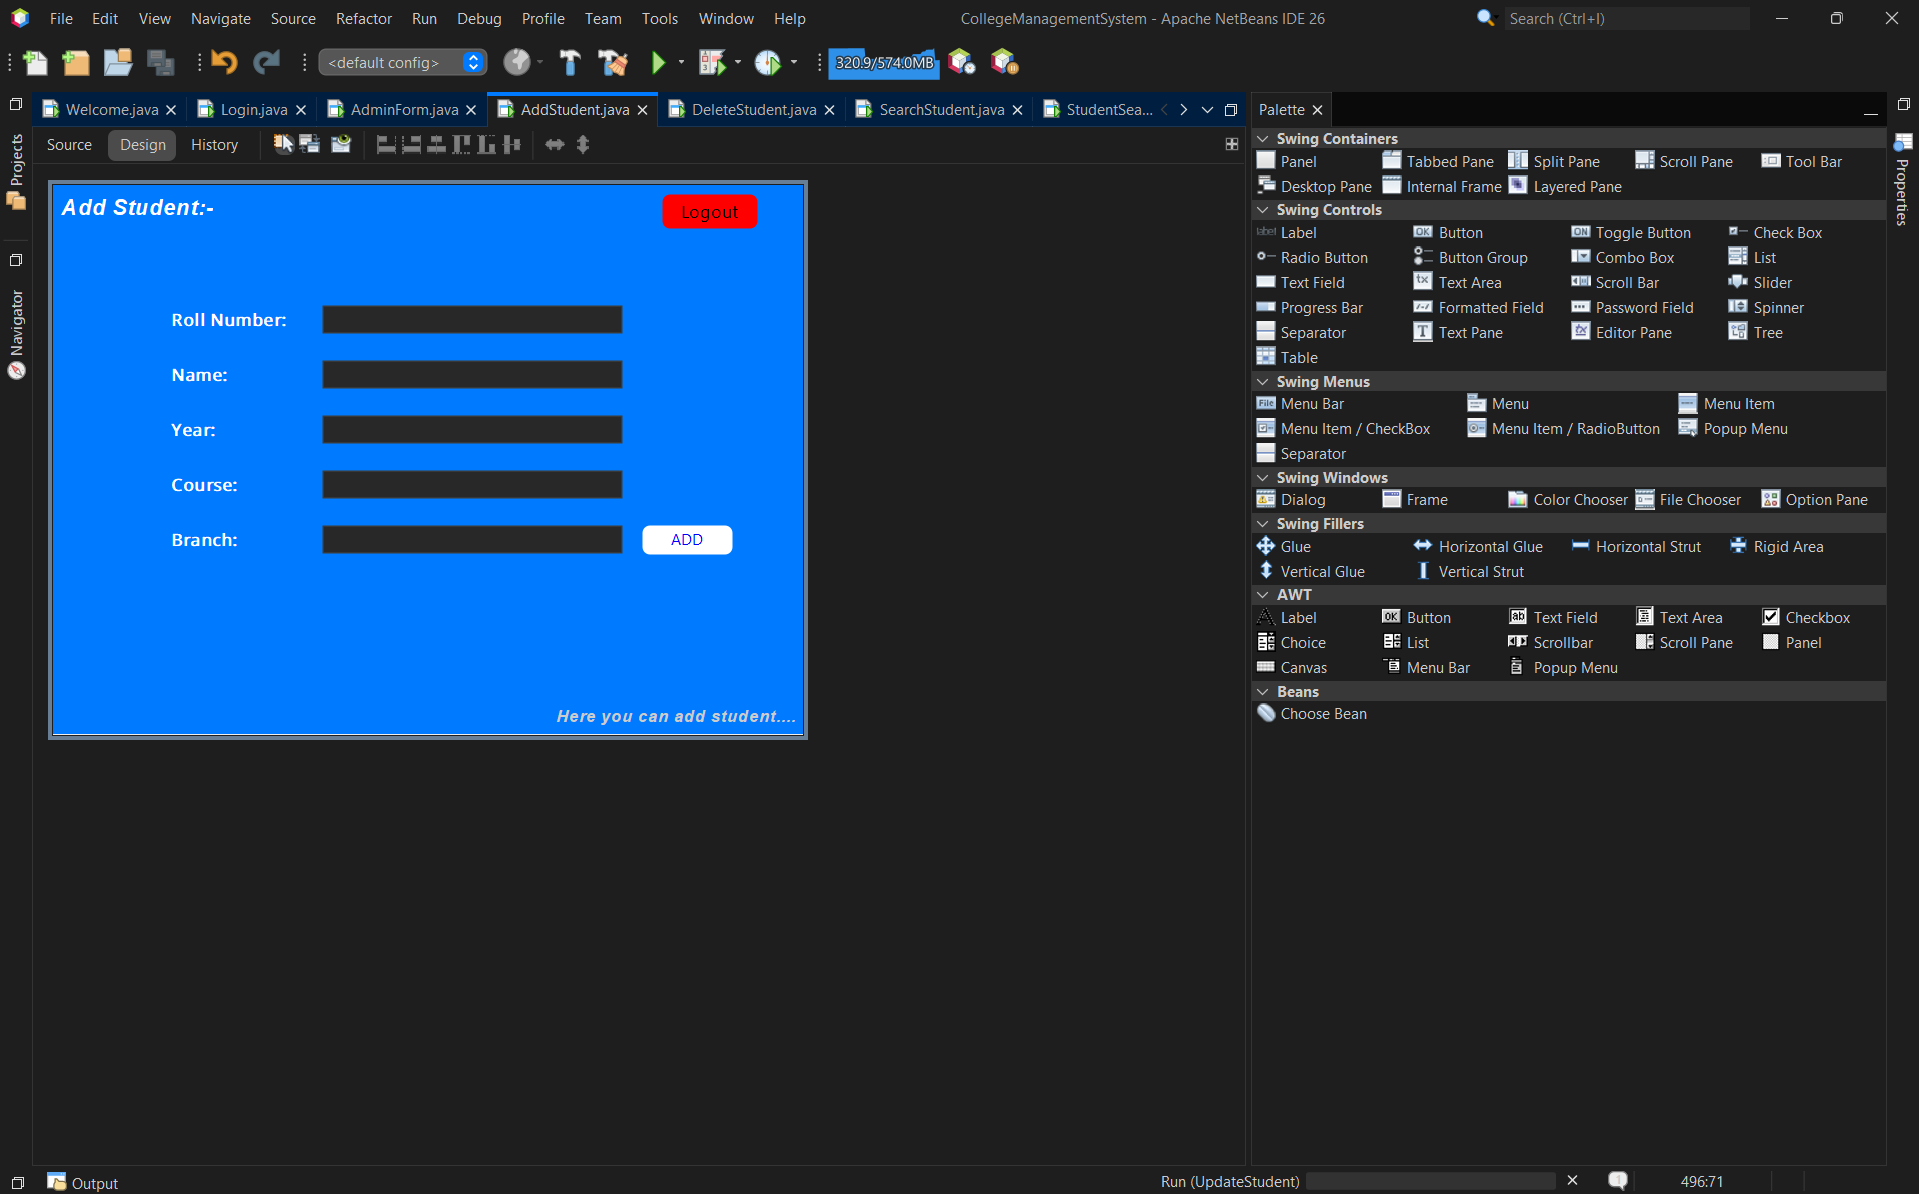 File Edit View Navigate Source Refactor Run Debug Profile Team Tools Window Help
CollegeManagementSystem - Apache NetBeans IDE 26
Search (Ctrl+I)
<default config>
320.9/574.0MB
Welcome.java
Login.java
AdminForm.java
AddStudent.java
DeleteStudent.java
SearchStudent.java
StudentSea...
Source Design History
Projects
Navigator
Add Student:-
Logout
Roll Number:
Name:
Year:
Course:
Branch:
ADD
Here you can add student....
Palette
Swing Containers
Panel Tabbed Pane Split Pane Scroll Pane Tool Bar
Desktop Pane Internal Frame Layered Pane
Swing Controls
label Label OK Button ON Toggle Button Check Box
Radio Button Button Group Combo Box List
Text Field Text Area Scroll Bar Slider
Progress Bar Formatted Field Password Field Spinner
Separator Text Pane Editor Pane Tree
Table
Swing Menus
File Menu Bar Menu Menu Item
Menu Item / CheckBox Menu Item / RadioButton Popup Menu
Separator
Swing Windows
Dialog Frame Color Chooser File Chooser Option Pane
Swing Fillers
Glue Horizontal Glue Horizontal Strut Rigid Area
Vertical Glue Vertical Strut
AWT
Label OK Button Text Field Text Area Checkbox
Choice List Scrollbar Scroll Pane Panel
Canvas Menu Bar Popup Menu
Beans
Choose Bean
Properties
Output
Run (UpdateStudent)
496:71